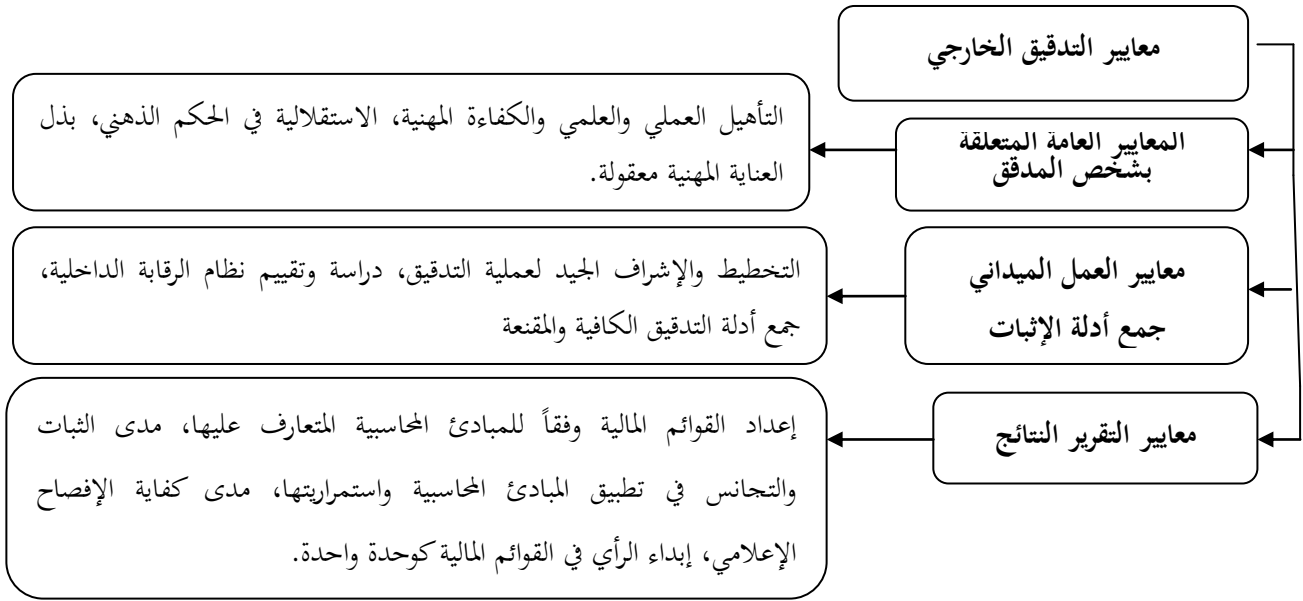 معايير التدقيق الخارجي
المعايير العامة المتعلقة
بشخص المدقق
التأهيل العملي والعلمي والكفاءة المهنية، الاستقلالية في الحكم الذهني، بذل
العناية المهنية معقولة.
معايير العمل الميداني
جمع أدلة الإثبات
التخطيط والإشراف الجيد لعملية التدقيق، دراسة وتقييم نظام الرقابة الداخلية،
جمع أدلة التدقيق الكافية والمقنعة
معايير التقرير النتائج
إعداد القوائم المالية وفقاً للمبادئ المحاسبية المتعارف عليها، مدى الثبات
والتجانس في تطبيق المبادئ المحاسبية واستمراريتها، مدى كفاية الإفصاح
الإعلامي، إبداء الرأي في القوائم المالية كوحدة واحدة.